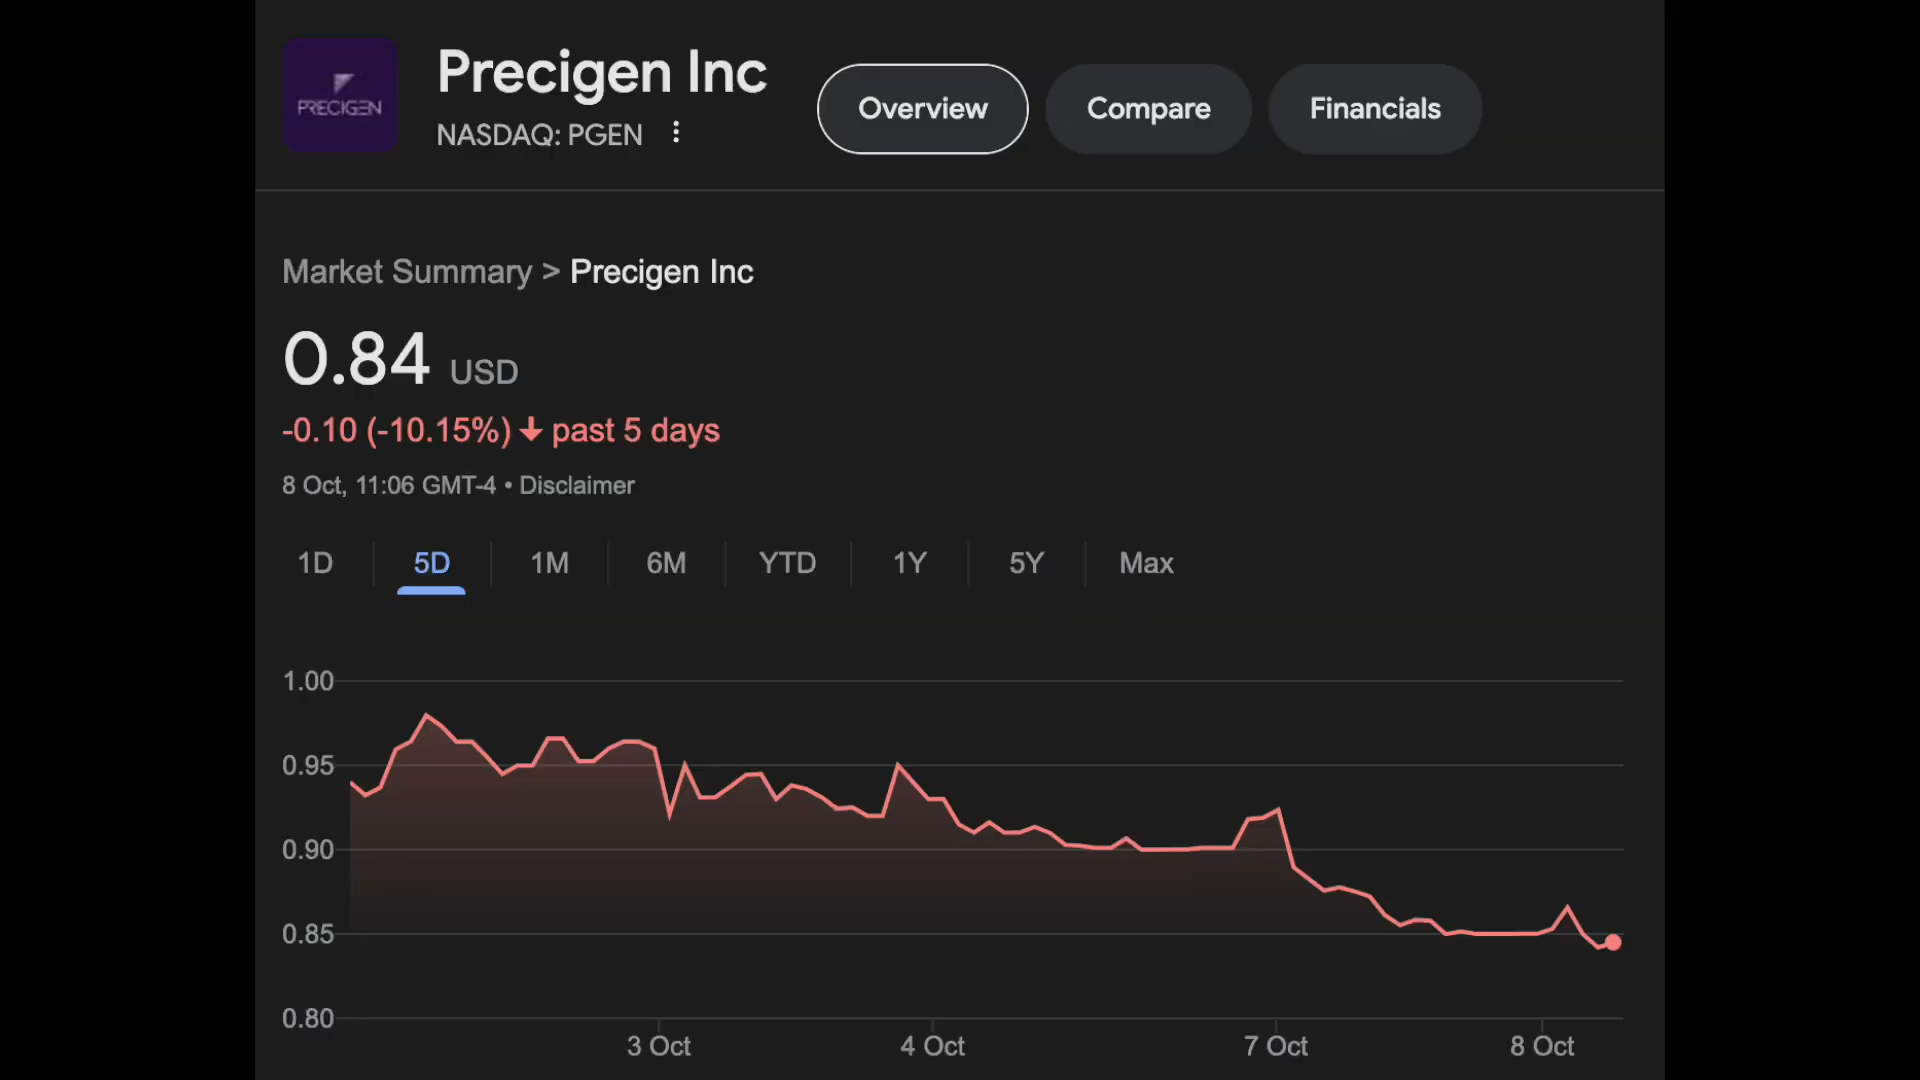 PRECIGEN
Precigen Inc
NASDAQ: PGEN
Overview
Compare
Financials
Market Summary > Precigen Inc
0.84 USD
-0.10 (-10.15%) ↓ past 5 days
8 Oct, 11:06 GMT-4 • Disclaimer
1D 5D 1M 6M YTD 1Y 5Y Max
1.00
0.95
0.90
0.85
0.80
3 Oct 4 Oct 7 Oct 8 Oct